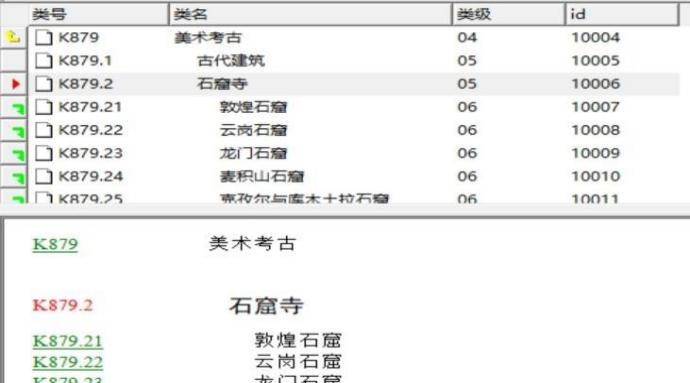 类号 类名 类级 id
K879 美术考古 04 10004
K879.1 古代建筑 05 10005
K879.2 石窟寺 05 10006
K879.21 敦煌石窟 06 10007
K879.22 云岗石窟 06 10008
K879.23 龙门石窟 06 10009
K879.24 麦积山石窟 06 10010
K879.25 克孜尔与库木土拉石窟 06 10011
K879 美术考古
K879.2 石窟寺
K879.21 敦煌石窟
K879.22 云岗石窟
K879.23 龙门石窟